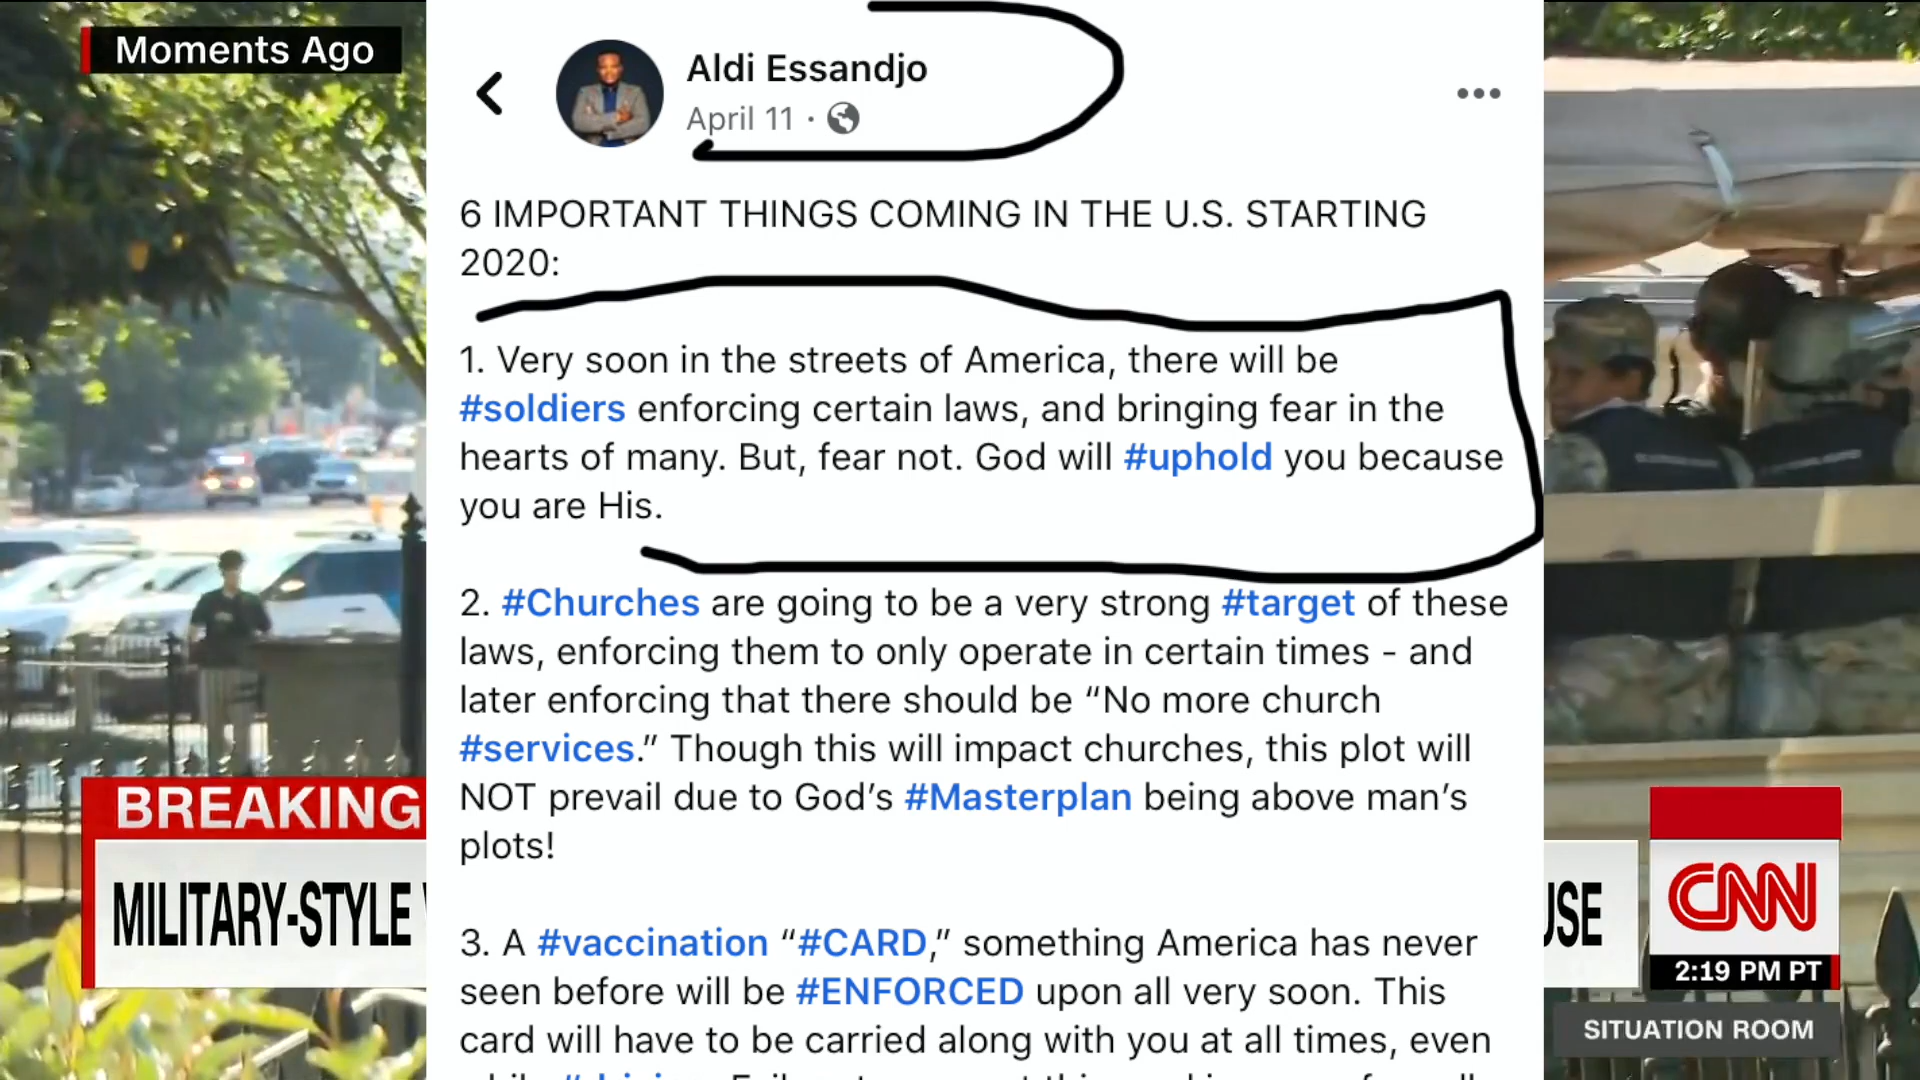 Moments Ago
Aldi Essandjo
April 11 ·
6 IMPORTANT THINGS COMING IN THE U.S. STARTING
2020:
1. Very soon in the streets of America, there will be
#soldiers enforcing certain laws, and bringing fear in the
hearts of many. But, fear not. God will #uphold you because
you are His.
2. #Churches are going to be a very strong #target of these
laws, enforcing them to only operate in certain times - and
later enforcing that there should be “No more church
#services.” Though this will impact churches, this plot will
NOT prevail due to God’s #Masterplan being above man’s
plots!
3. A #vaccination “#CARD,” something America has never
seen before will be #ENFORCED upon all very soon. This
card will have to be carried along with you at all times, even
BREAKING
MILITARY-STYLE
USE
CNN
2:19 PM PT
SITUATION ROOM